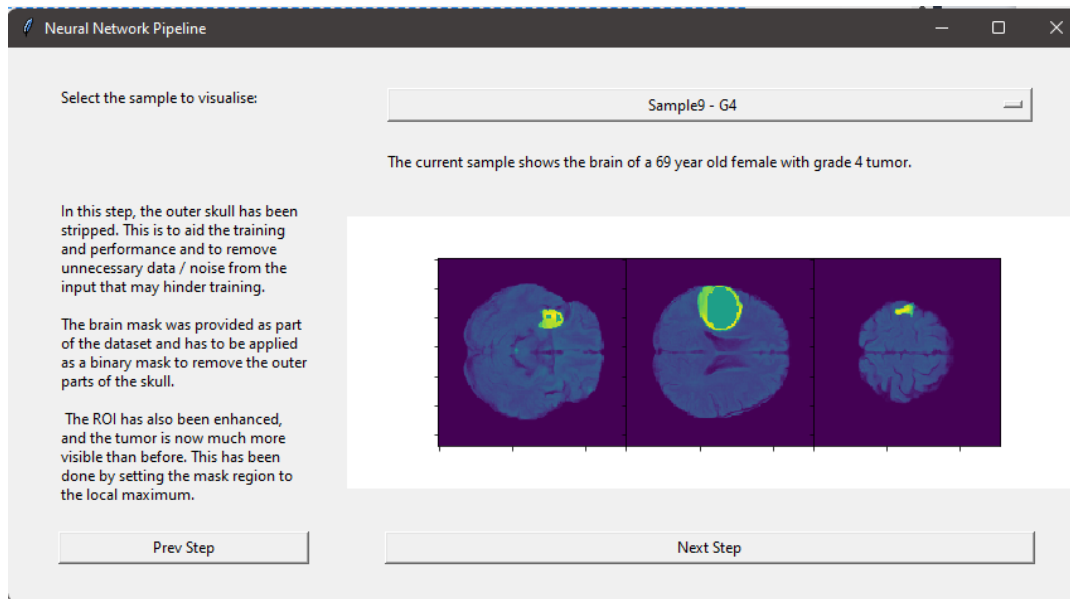 Neural Network Pipeline
Select the sample to visualise:
Sample9 - G4
The current sample shows the brain of a 69 year old female with grade 4 tumor.
In this step, the outer skull has been
stripped. This is to aid the training
and performance and to remove
unnecessary data / noise from the
input that may hinder training.
The brain mask was provided as part
of the dataset and has to be applied
as a binary mask to remove the outer
parts of the skull.
The ROI has also been enhanced,
and the tumor is now much more
visible than before. This has been
done by setting the mask region to
the local maximum.
Prev Step
Next Step